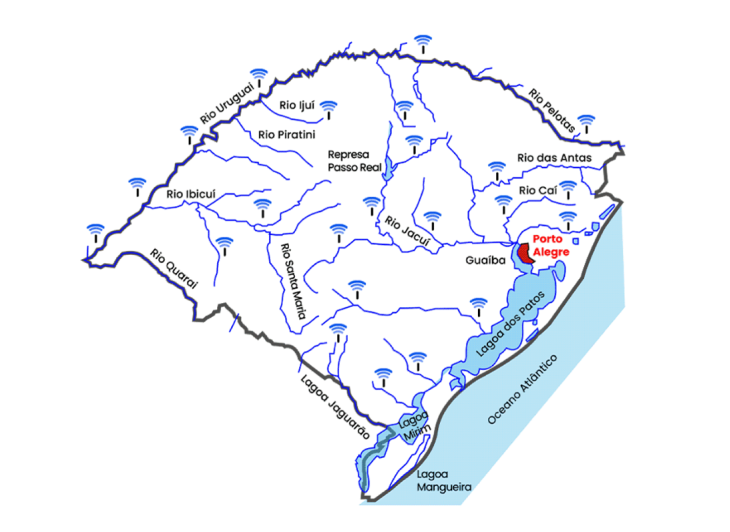 Rio Uruguai
Rio Ijuí
Rio Pelotas
Rio Piratini
Represa
Passo Real
Rio das Antas
Rio Ibicuí
Rio Caí
Rio Jacuí
Porto
Alegre
Guaíba
Rio Quaraí
Rio Santa Maria
Lagoa dos Patos
Oceano Atlântico
Lagoa Jaguarão
Lagoa
Mirim
Lagoa
Mangueira